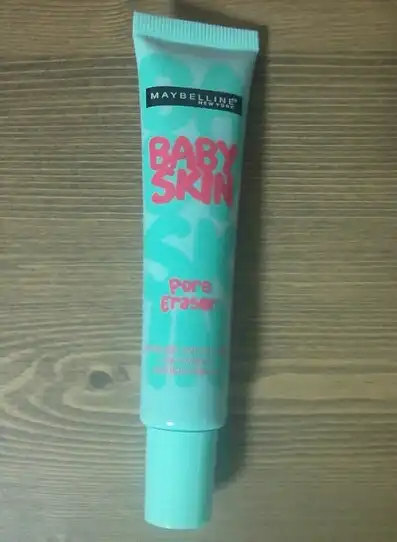 MAYBELLINE
NEW YORK
BABY
SKIN
Pore
Eraser